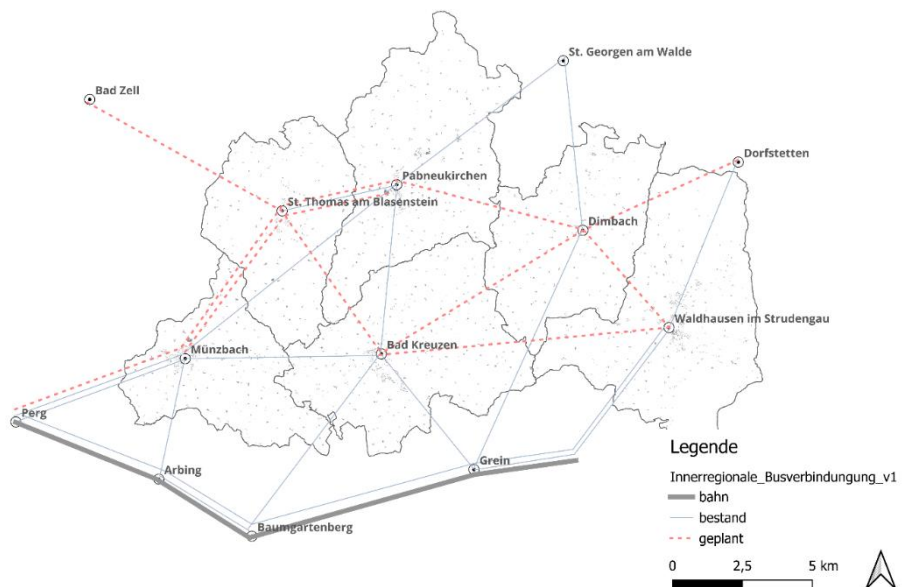 St. Georgen am Walde
Bad Zell
Dorfstetten
Pabneukirchen
St. Thomas am Blasenstein
Dimbach
Waldhausen im Strudengau
Münzbach
Bad Kreuzen
Perg
Arbing
Grein
Baumgartenberg
Legende
Innerregionale_Busverbindungung_v1
bahn
bestand
geplant
0 2,5 5 km